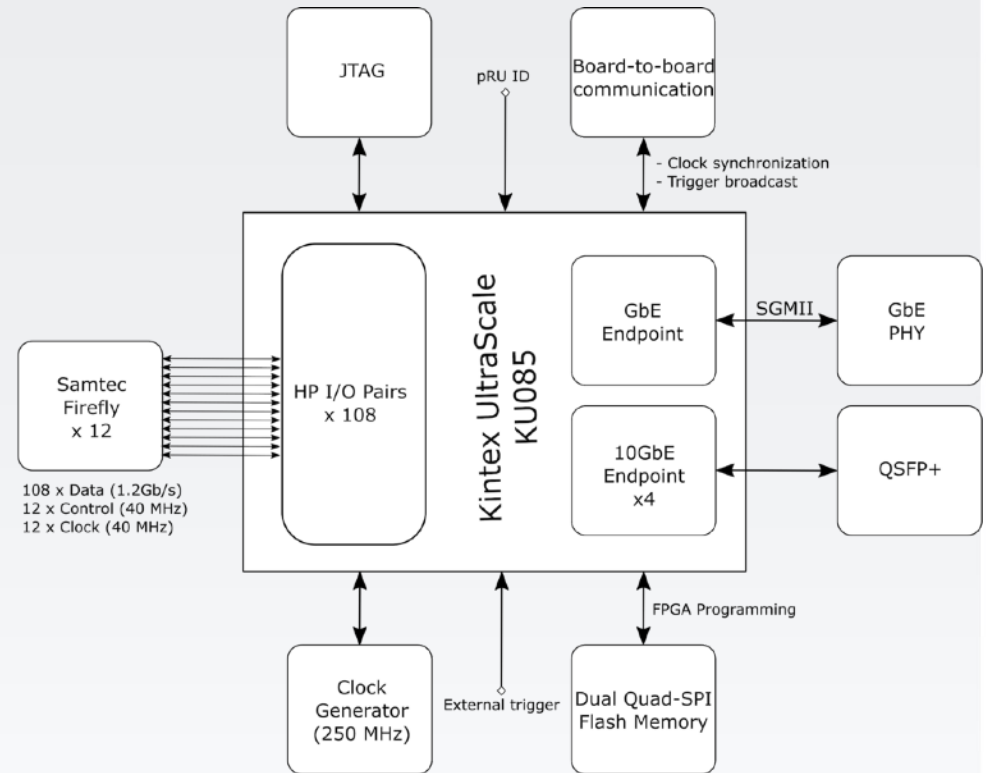 JTAG
pRU ID
Board-to-board
communication
- Clock synchronization
- Trigger broadcast
Samtec
Firefly
x 12
108 x Data (1.2Gb/s)
12 x Control (40 MHz)
12 x Clock (40 MHz)
HP I/O Pairs
x 108
Kintex UltraScale
KU085
GbE
Endpoint
SGMII
GbE
PHY
10GbE
Endpoint
x4
QSFP+
Clock
Generator
(250 MHz)
External trigger
FPGA Programming
Dual Quad-SPI
Flash Memory